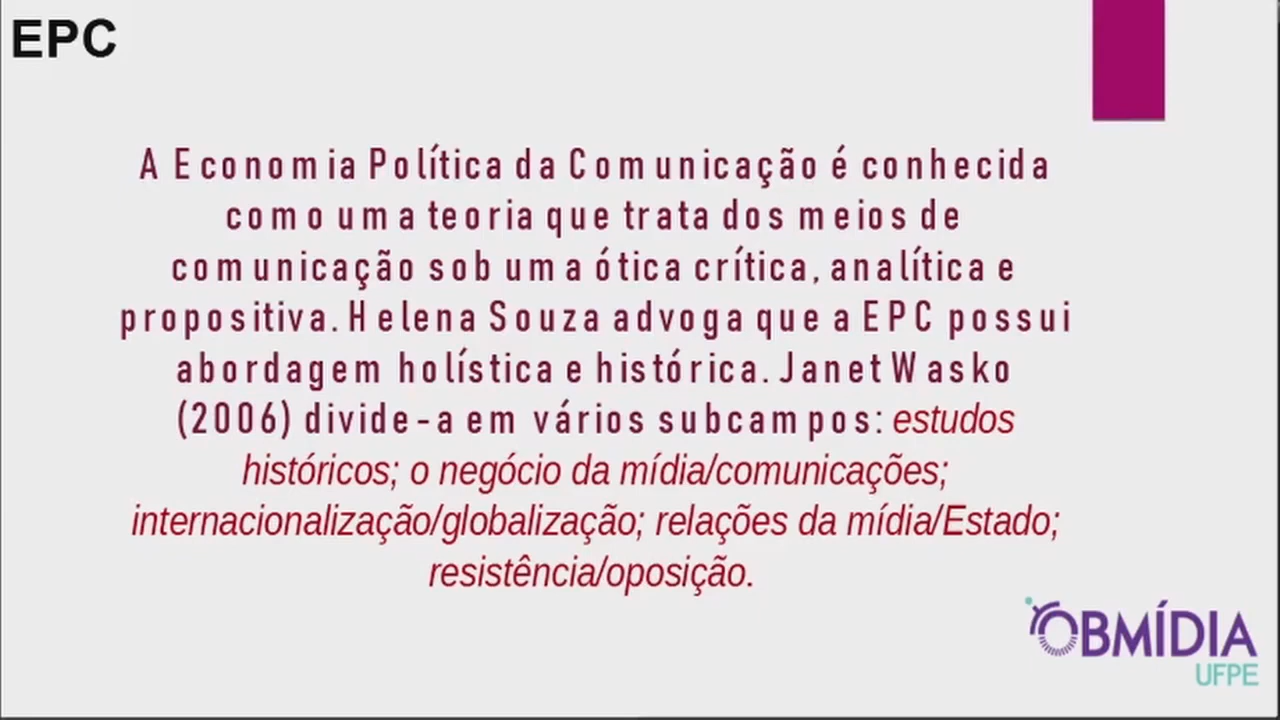 EPC
A Economia Política da Comunicação é conhecida
como uma teoria que trata dos meios de
comunicação sob uma ótica crítica, analítica e
propositiva. Helena Souza advoga que a EPC possui
abordagem holística e histórica. Janet Wasko
(2006) divide-a em vários subcampos: estudos
históricos; o negócio da mídia/comunicações;
internacionalização/globalização; relações da mídia/Estado;
resistência/oposição.
OBMÍDIA
UFPE